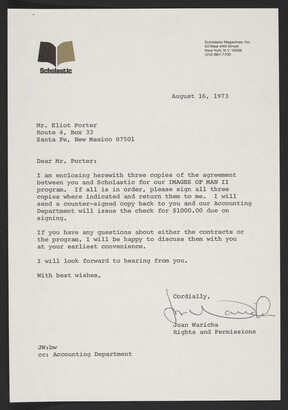 Scholastic
Scholastic Magazines, Inc.
50 West 44th Street
New York, N.Y. 10036
(212) 867-7700
August 16, 1973
Mr. Eliot Porter
Route 4, Box 33
Santa Fe, New Mexico 87501
Dear Mr. Porter:
I am enclosing herewith three copies of the agreement
between you and Scholastic for our IMAGES OF MAN II
program. If all is in order, please sign all three
copies where indicated and return them to me. I will
send a counter-signed copy back to you and our Accounting
Department will issue the check for $1000.00 due on
signing.
If you have any questions about either the contracts or
the program, I will be happy to discuss them with you
at your earliest convenience.
I will look forward to hearing from you.
With best wishes,
Cordially,
Joan Waricha
Joan Waricha
Rights and Permissions
JW:bw
cc: Accounting Department